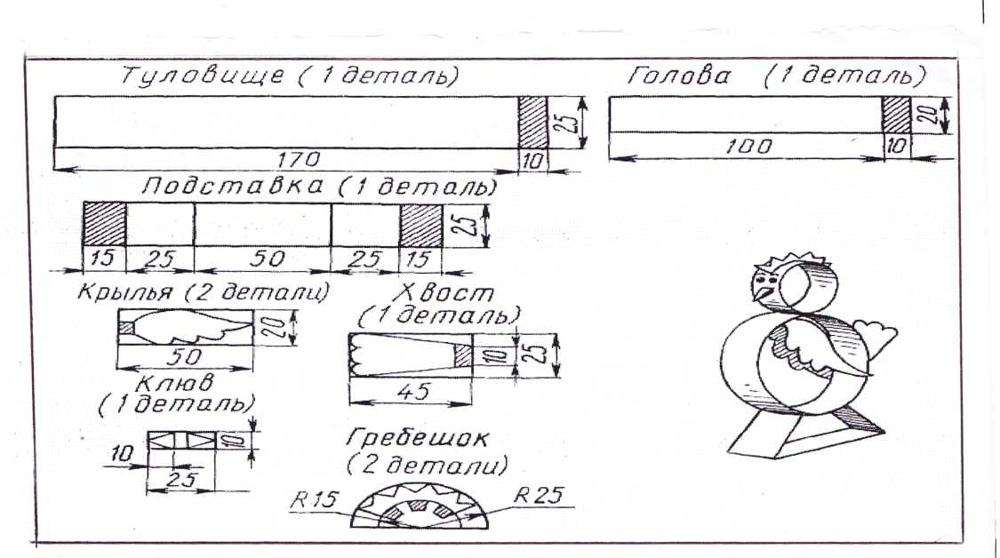 Туловище (1 деталь)
Голова (1 деталь)
25
170
10
20
100
10
Подставка (1 деталь)
25
15 25 50 25 15
Крылья (2 детали)
20
50
Хвост
(1 деталь)
10
25
45
Клюв
(1 деталь)
10
10
25
Гребешок
(2 детали)
R15
R25